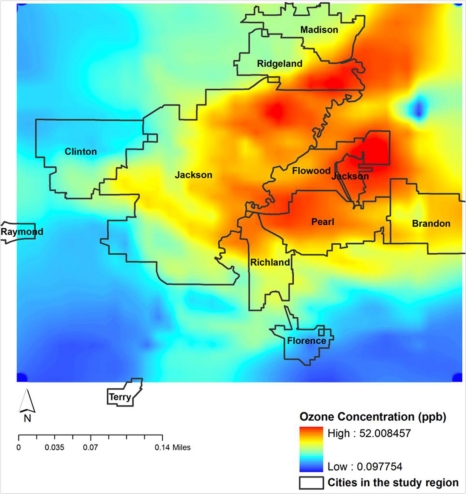 Madison
Ridgeland
Clinton
Jackson
Flowood
Jackson
Raymond
Pearl
Brandon
Richland
Florence
Terry
N
0 0.035 0.07 0.14 Miles
Ozone Concentration (ppb)
High : 52.008457
Low : 0.097754
Cities in the study region